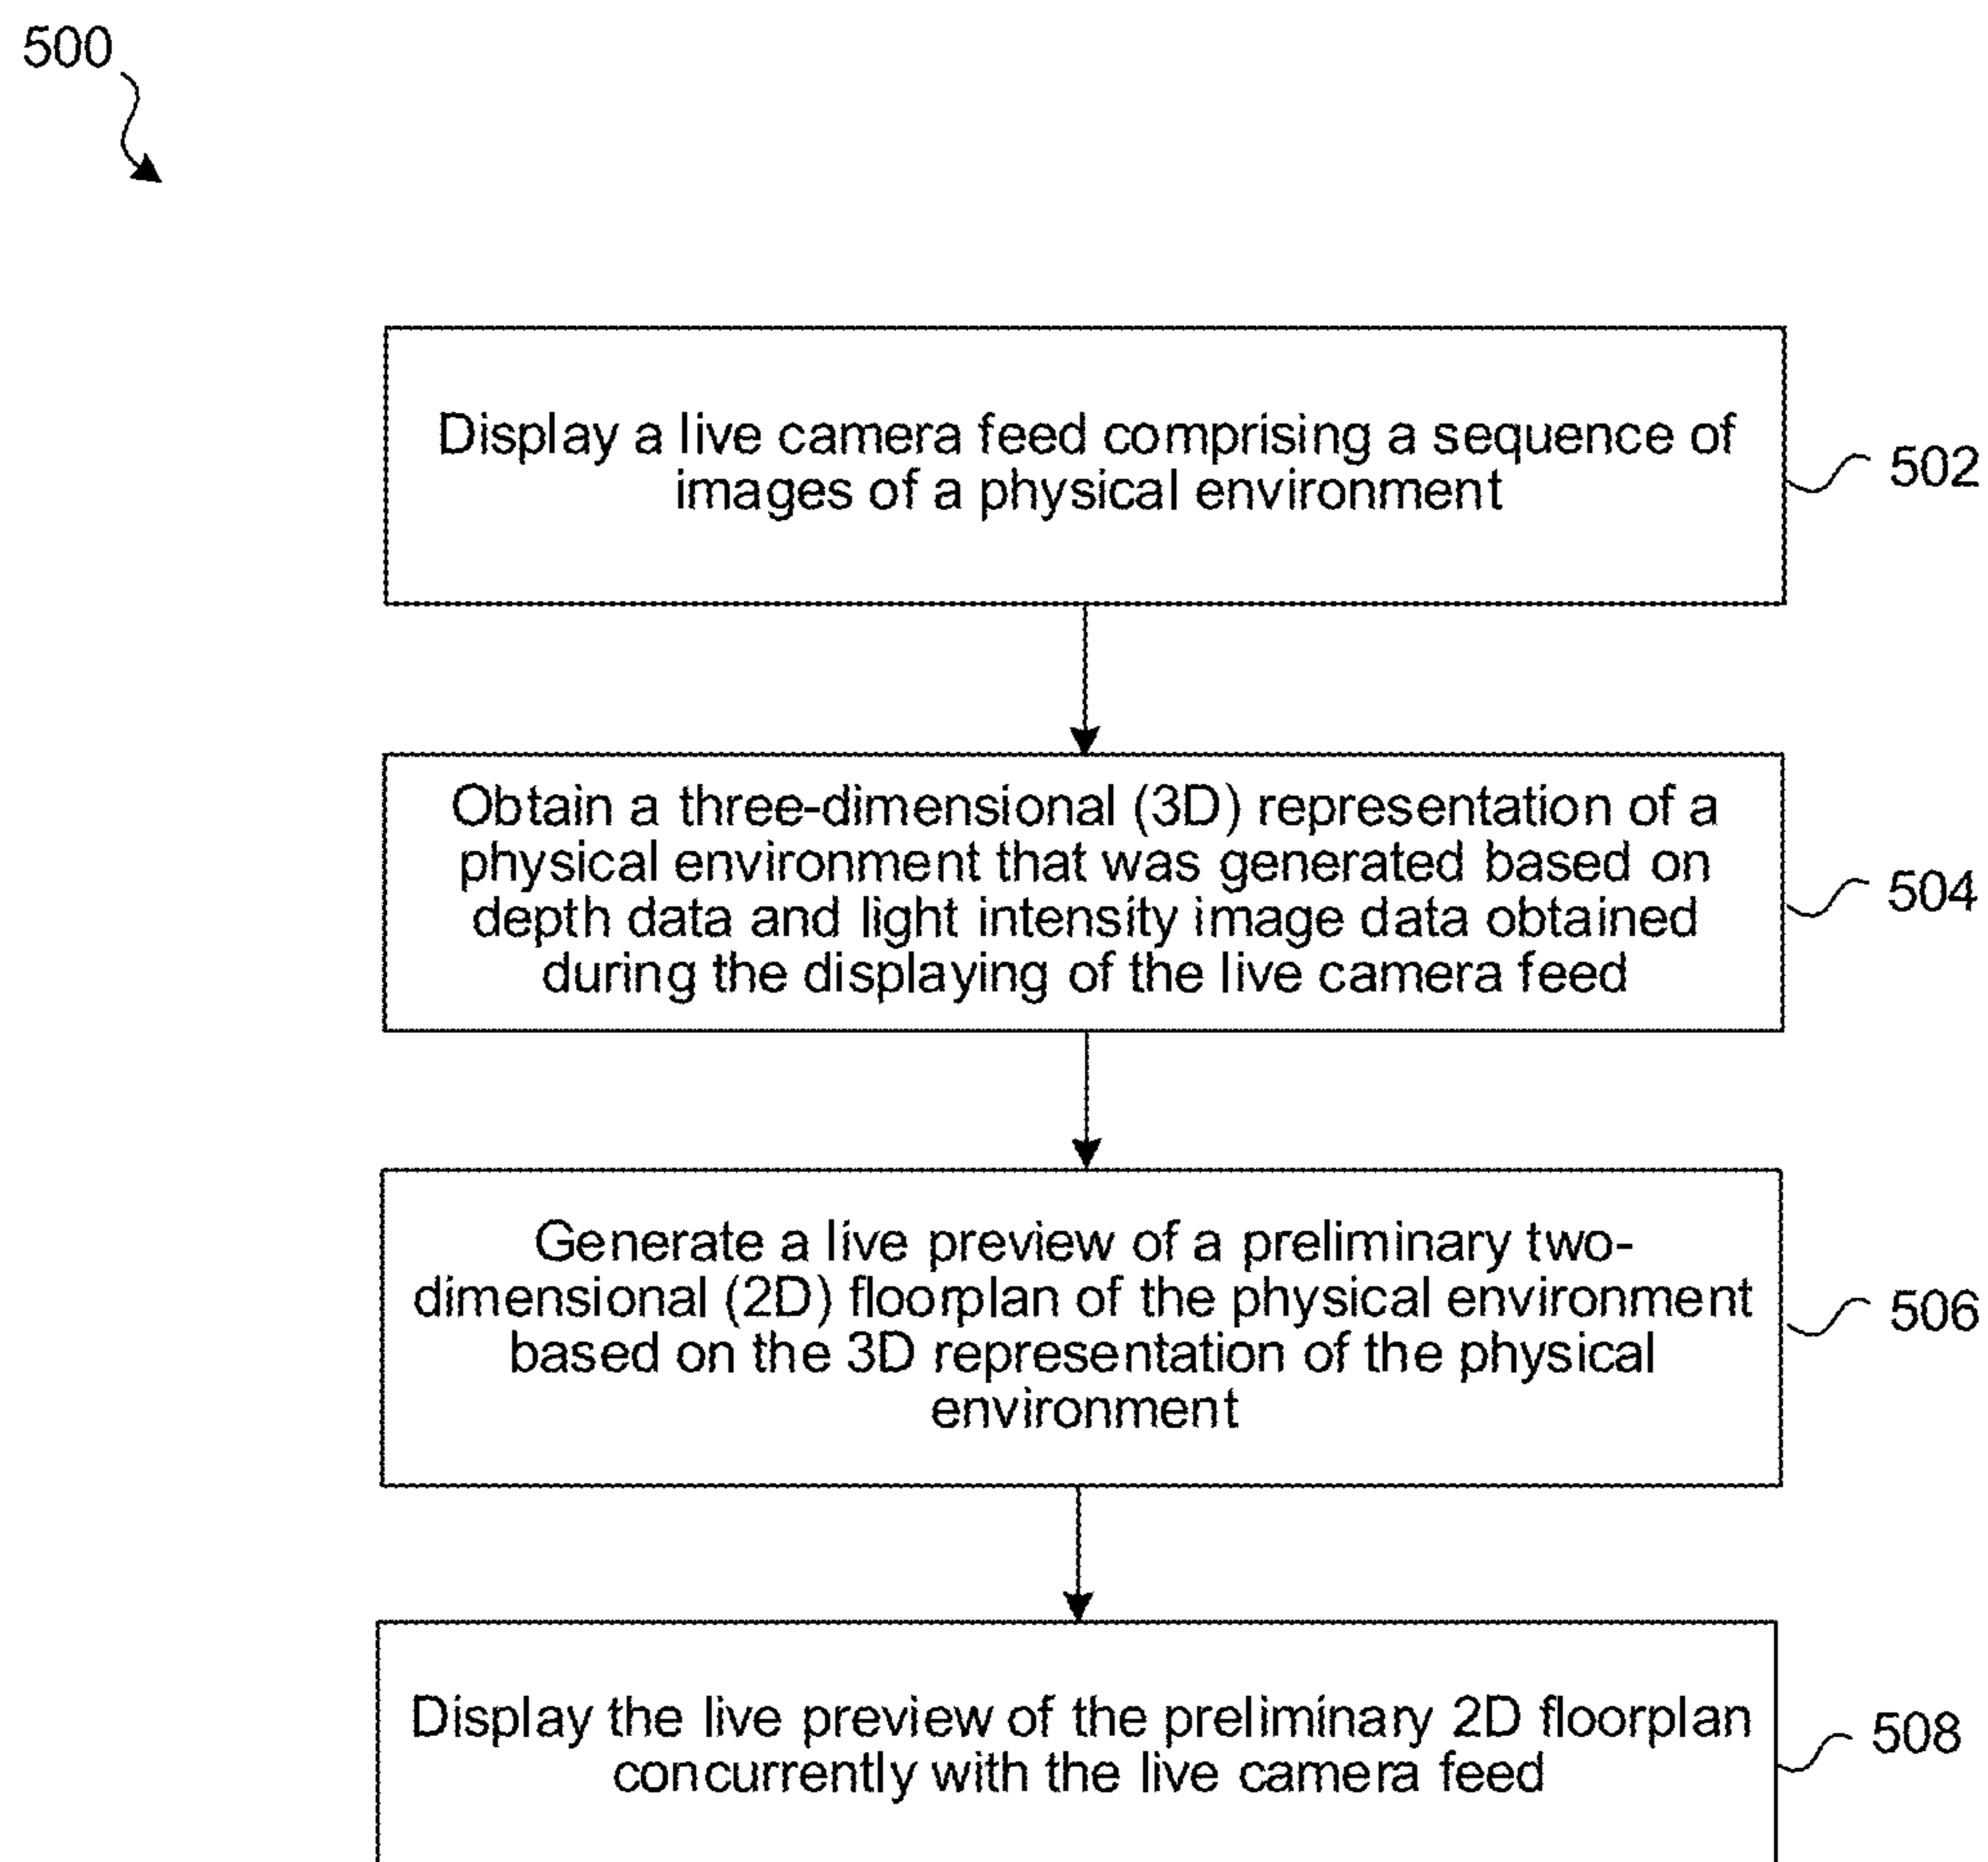 500
Display a live camera feed comprising a sequence of
images of a physical environment
502
Obtain a three-dimensional (3D) representation of a
physical environment that was generated based on
depth data and light intensity image data obtained
during the displaying of the live camera feed
504
Generate a live preview of a preliminary two-
dimensional (2D) floorplan of the physical environment
based on the 3D representation of the physical
environment
506
Display the live preview of the preliminary 2D floorplan
concurrently with the live camera feed
508